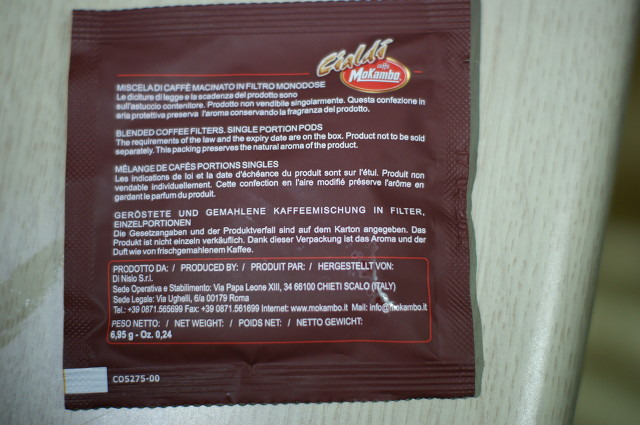 Cialdì
caffè
MoKambo
MISCELA DI CAFFÈ MACINATO IN FILTRO MONODOSE
Le diciture di legge e la scadenza del prodotto sono
sull'astuccio contenitore. Prodotto non vendibile singolarmente. Questa confezione in
aria protettiva preserva l'aroma conservando la fragranza del prodotto.
BLENDED COFFEE FILTERS. SINGLE PORTION PODS
The requirements of the law and the expiry date are on the box. Product not to be sold
separately. This packing preserves the natural aroma of the product.
MÉLANGE DE CAFÉS PORTIONS SINGLES
Les indications de loi et la date d'échéance du produit sont sur l'étui. Produit non
vendable individuellement. Cette confection en l'aire modifié préserve l'arôme en
gardant le parfum du produit.
GERÖSTETE UND GEMAHLENE KAFFEEMISCHUNG IN FILTER,
EINZELPORTIONEN
Die Gesetzangaben und der Produktverfall sind auf dem Karton angegeben. Das
Produkt ist nicht einzeln verkäuflich. Dank dieser Verpackung ist das Aroma und der
Duft wie von frischgemahlenem Kaffee.
PRODOTTO DA: / PRODUCED BY: / PRODUIT PAR: / HERGESTELLT VON:
Di Nisio S.r.l.
Sede Operativa e Stabilimento: Via Papa Leone XIII, 34 66100 CHIETI SCALO (ITALY)
Sede Legale: Via Ughelli, 6/a 00179 Roma
Tel.: +39 0871.565699 Fax: +39 0871.561699 Internet: www.mokambo.it Mail: info@mokambo.it
PESO NETTO: / NET WEIGHT: / POIDS NET: / NETTO GEWICHT:
6,95 g - Oz. 0,24
CO5275-00